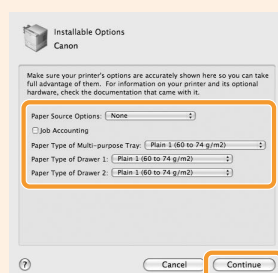 Installable Options
Canon
Make sure your printer's options are accurately shown here so you can take
full advantage of them. For information on your printer and its optional
hardware, check the documentation that came with it.
Paper Source Options: None
Job Accounting
Paper Type of Multi-purpose Tray: Plain 1 (60 to 74 g/m2)
Paper Type of Drawer 1: Plain 1 (60 to 74 g/m2)
Paper Type of Drawer 2: Plain 1 (60 to 74 g/m2)
? Cancel Continue